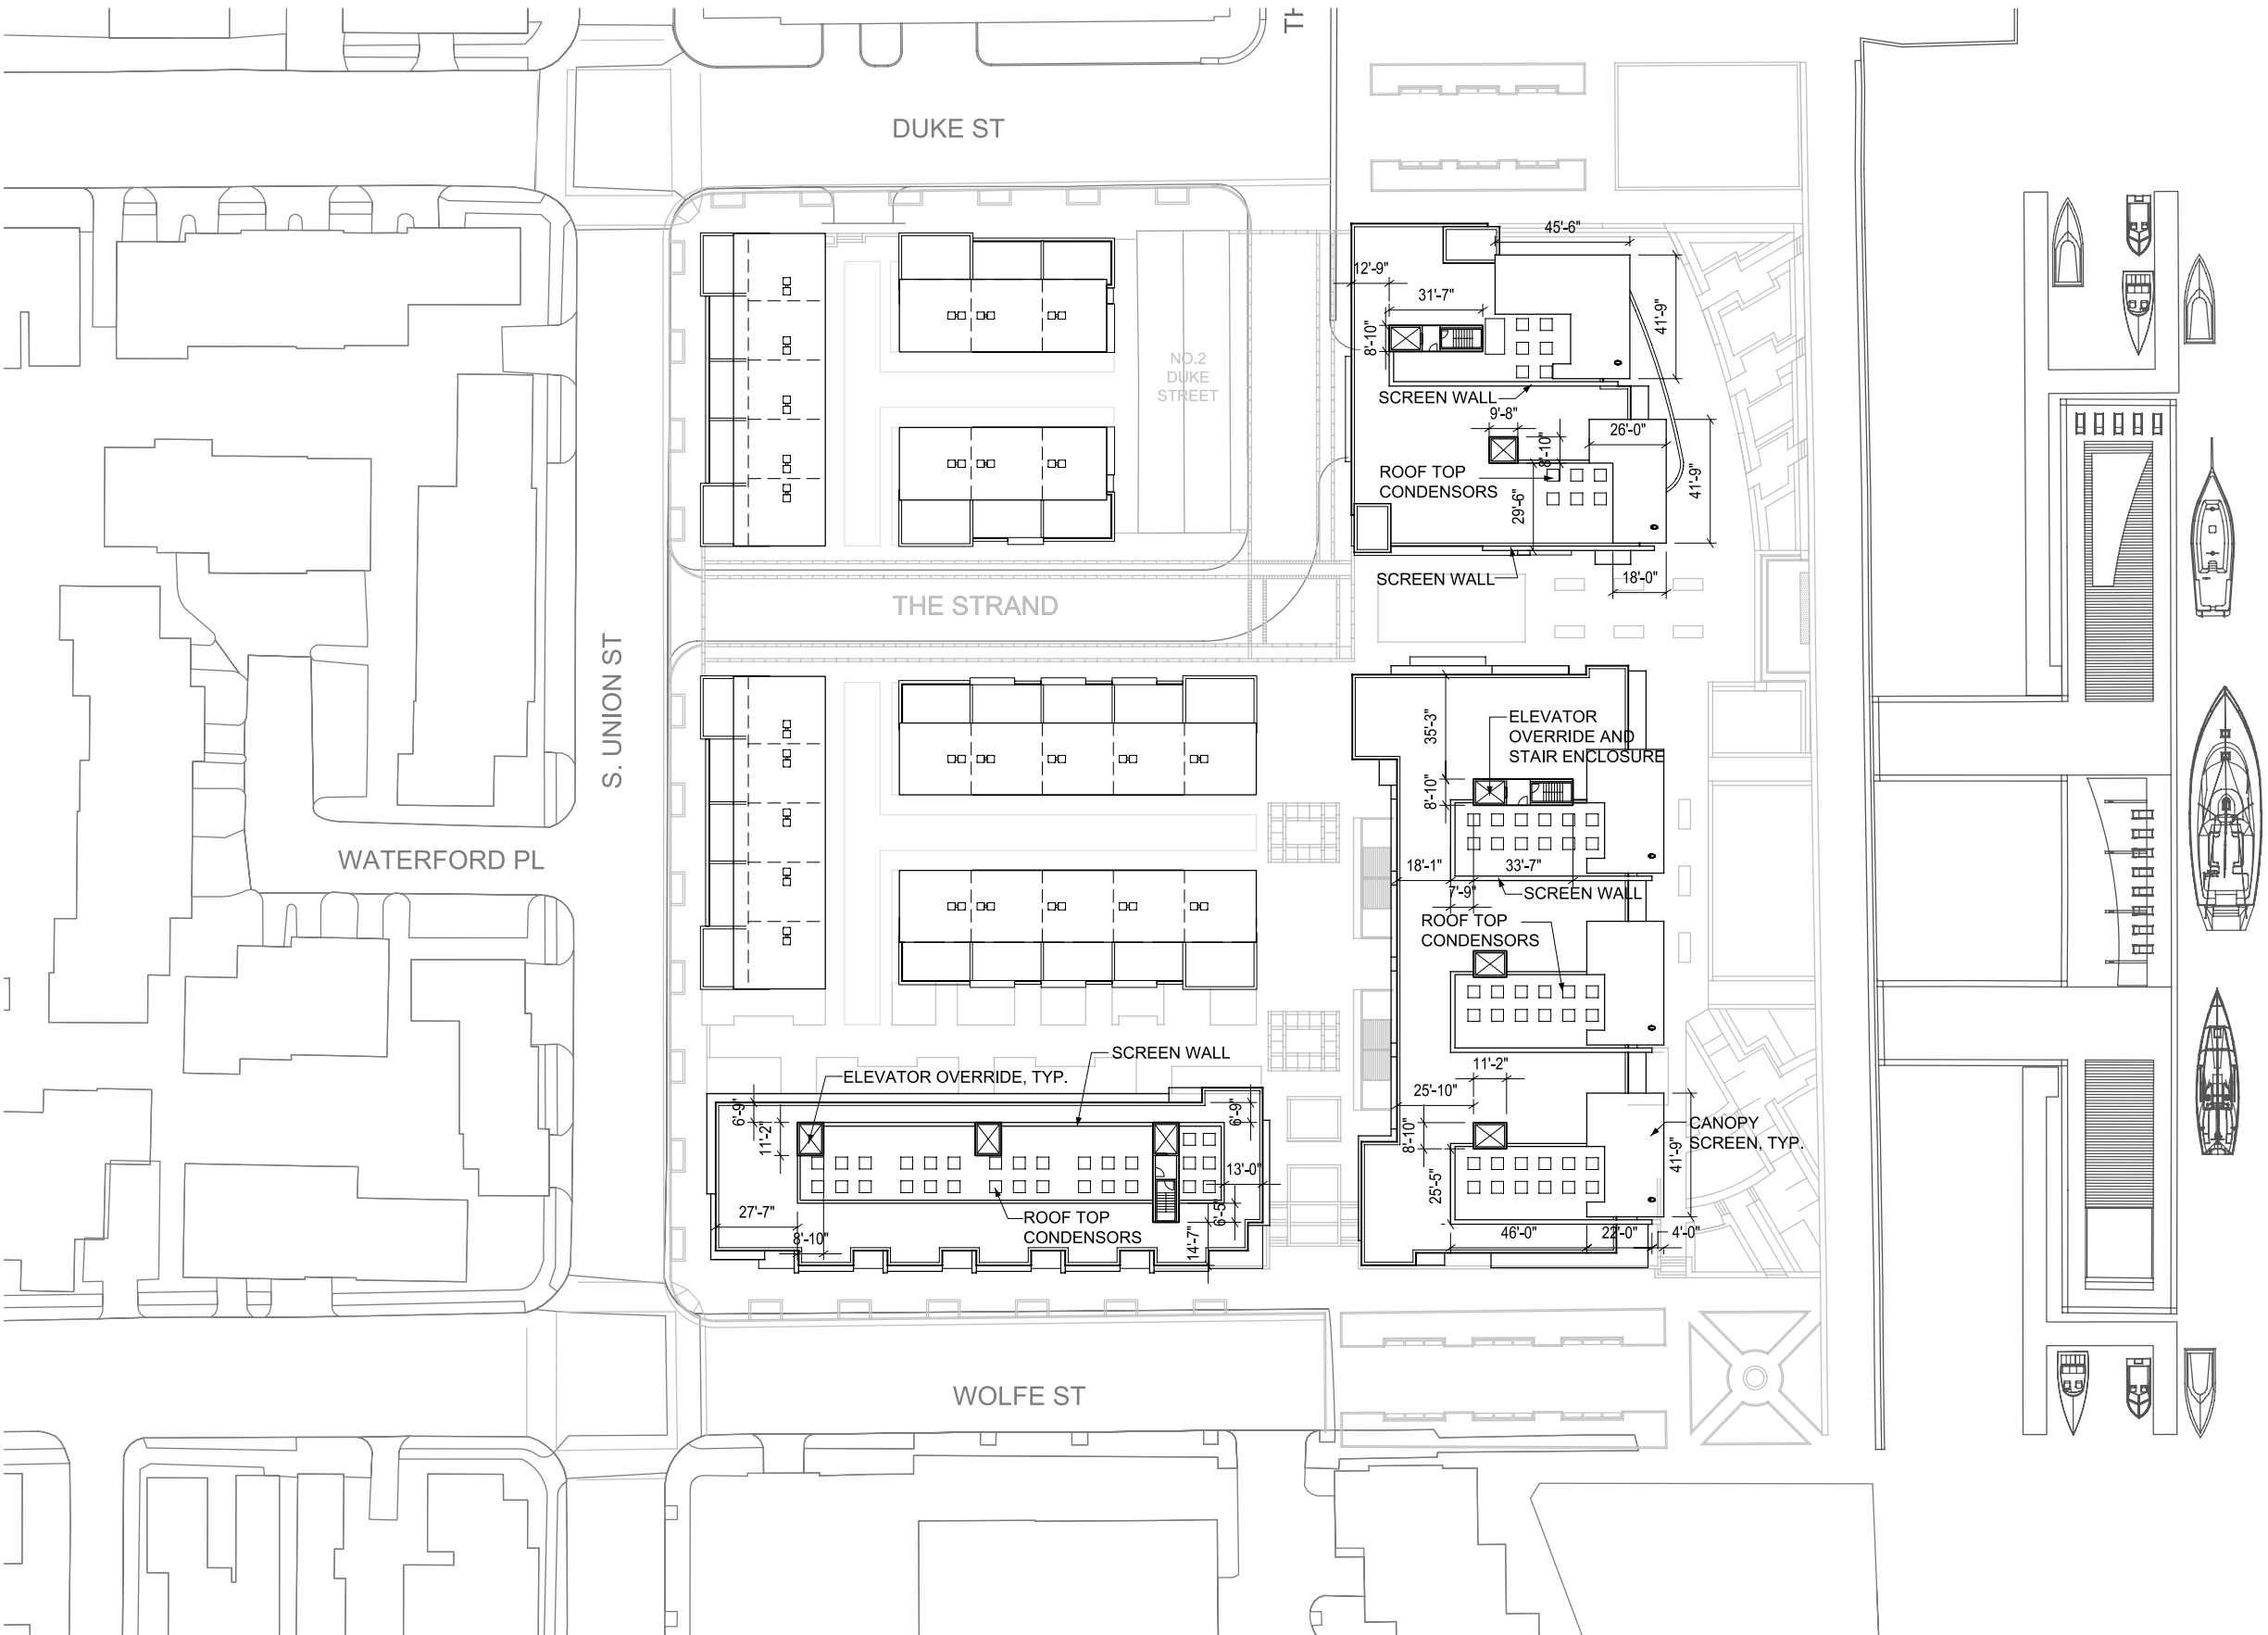 TH
DUKE ST
45'-6"
12'-9"
31'-7"
41'-9"
8'-10"
NO.2
DUKE
STREET
SCREEN WALL
9'-8"
26'-0"
8'-10"
ROOF TOP
CONDENSORS
41'-9"
29'-6"
SCREEN WALL
18'-0"
THE STRAND
S. UNION ST
ELEVATOR
OVERRIDE AND
STAIR ENCLOSURE
35'-3"
8'-10"
WATERFORD PL
18'-1"
33'-7"
7'-9"
SCREEN WALL
ROOF TOP
CONDENSORS
SCREEN WALL
ELEVATOR OVERRIDE, TYP.
11'-2"
25'-10"
6'-9"
6'-9"
11'-2"
8'-10"
CANOPY
SCREEN, TYP.
41'-9"
13'-0"
25'-5"
27'-7"
6'-5"
ROOF TOP
CONDENSORS
8'-10"
14'-7"
46'-0"
22'-0"
4'-0"
WOLFE ST